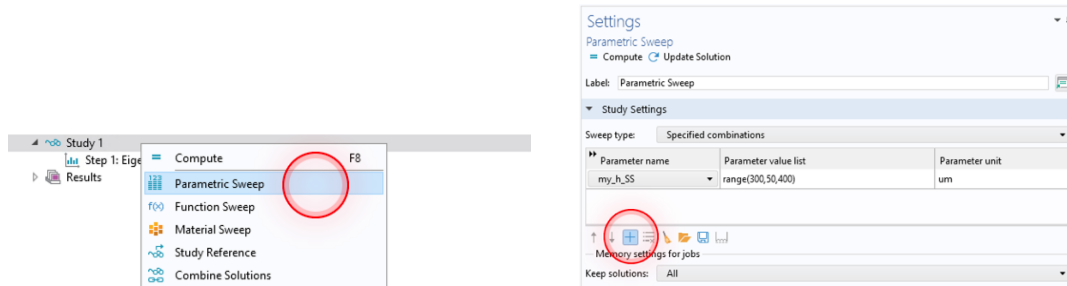 Study 1
Step 1: Eige
Results
Compute F8
Parametric Sweep
Function Sweep
Material Sweep
Study Reference
Combine Solutions
Settings
Parametric Sweep
= Compute Update Solution
Label: Parametric Sweep
Study Settings
Sweep type: Specified combinations
Parameter name Parameter value list Parameter unit
my_h_SS range(300,50,400) um
Memory settings for jobs
Keep solutions: All